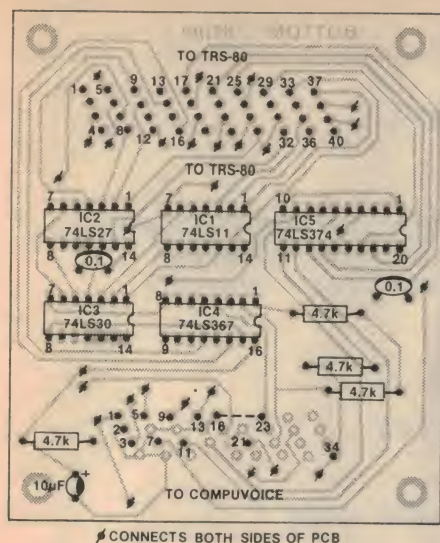 BOTTOM
TO TRS-80
1 5 9 13 17 21 25 29 33 37
4 8 12 16 32 36 40
TO TRS-80
7 1 7 1 10 1
IC2 IC1 IC5
74LS27 74LS11 74LS374
8 14 8 14 11 20
0.1 0.1
7 1 8 1
IC3 IC4 4.7k
74LS30 74LS367
8 14 9 16
4.7k
4.7k
1 5 9 13 18 23
2
3 7 11 21 34
4.7k
10µF +
TO COMPUVOICE
CONNECTS BOTH SIDES OF PCB